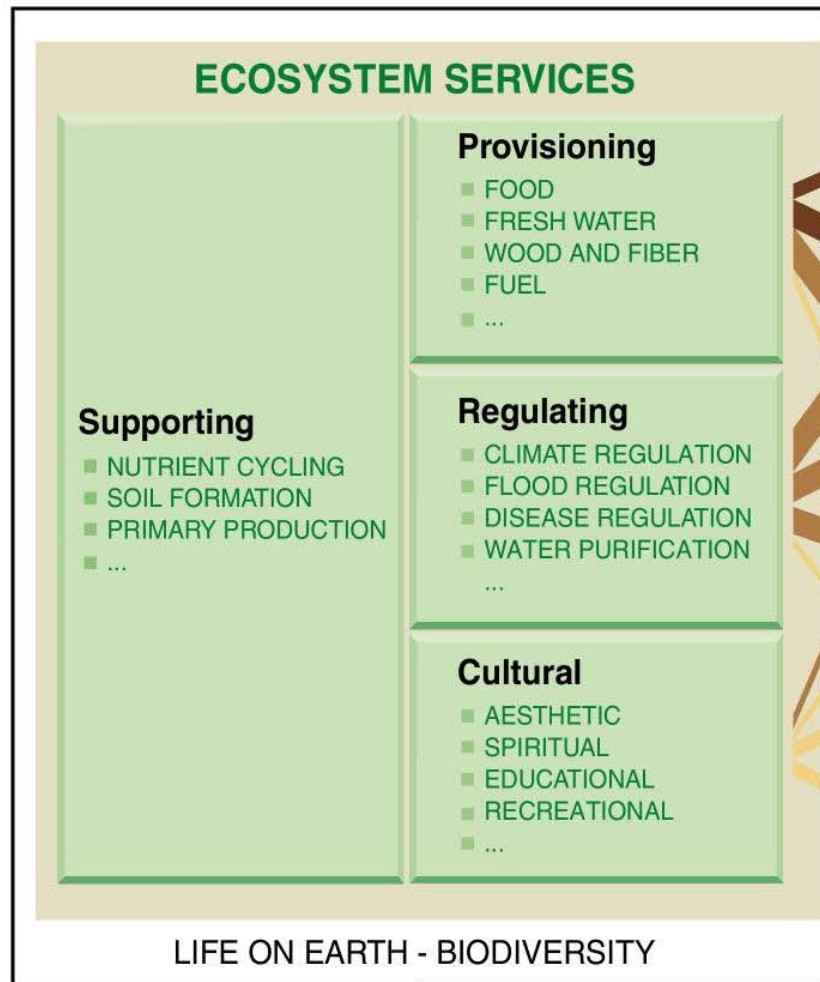 ECOSYSTEM SERVICES
Supporting
NUTRIENT CYCLING
SOIL FORMATION
PRIMARY PRODUCTION
...
Provisioning
FOOD
FRESH WATER
WOOD AND FIBER
FUEL
...
Regulating
CLIMATE REGULATION
FLOOD REGULATION
DISEASE REGULATION
WATER PURIFICATION
...
Cultural
AESTHETIC
SPIRITUAL
EDUCATIONAL
RECREATIONAL
...
LIFE ON EARTH - BIODIVERSITY